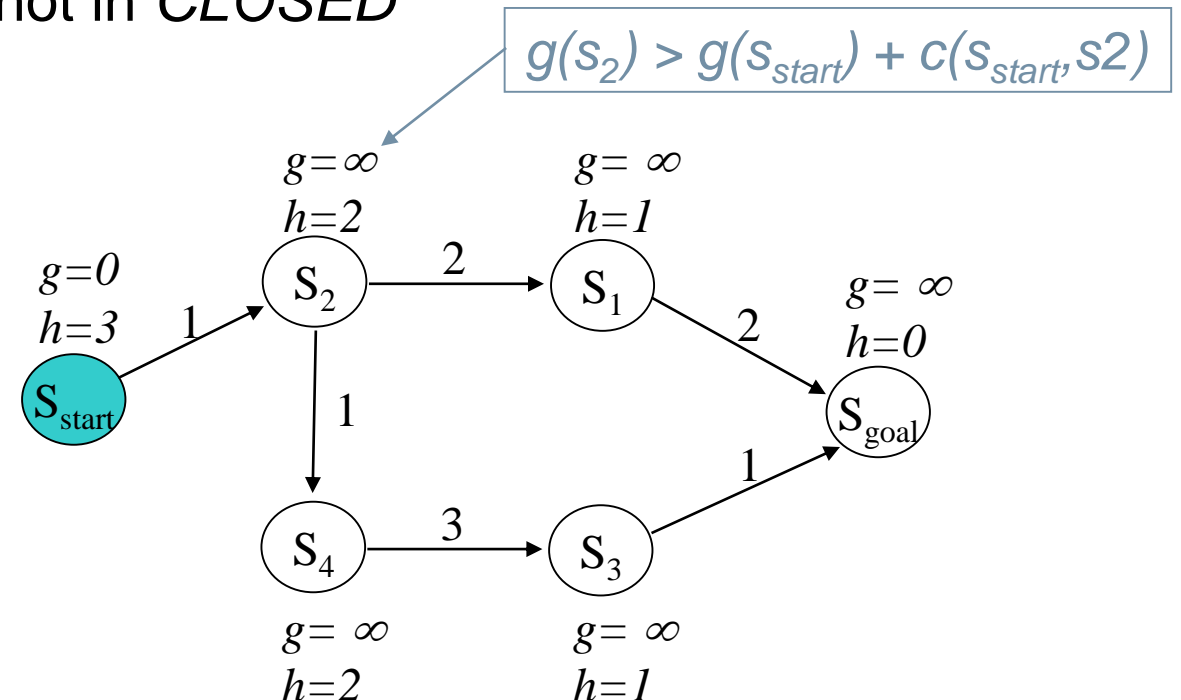 not in CLOSED
g(s2) > g(sstart) + c(sstart,s2)
g=∞
h=2
g= ∞
h=1
g=0
h=3
g= ∞
h=0
1
S2
2
S1
2
Sstart
1
Sgoal
1
S4
3
S3
g= ∞
h=2
g= ∞
h=1